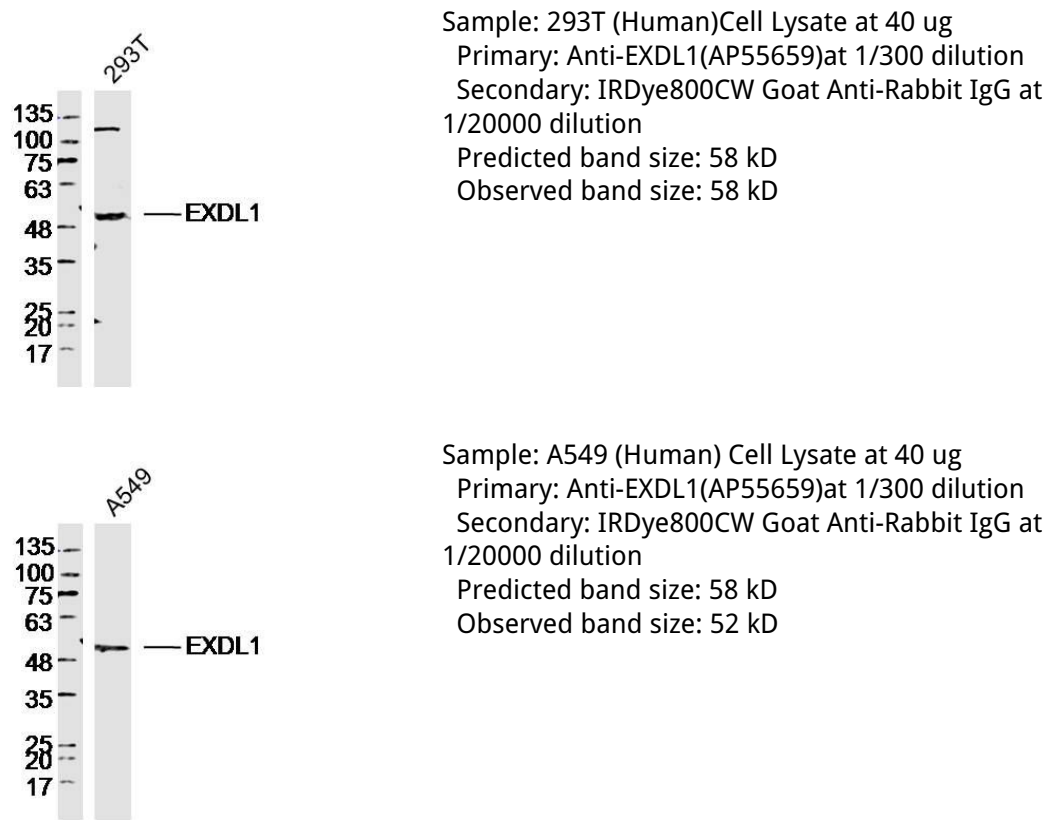 293T
135
100
75
63
48
35
25
20
17
EXDL1
Sample: 293T (Human)Cell Lysate at 40 ug
Primary: Anti-EXDL1(AP55659)at 1/300 dilution
Secondary: IRDye800CW Goat Anti-Rabbit IgG at
1/20000 dilution
Predicted band size: 58 kD
Observed band size: 58 kD
A549
135
100
75
63
48
35
25
20
17
EXDL1
Sample: A549 (Human) Cell Lysate at 40 ug
Primary: Anti-EXDL1(AP55659)at 1/300 dilution
Secondary: IRDye800CW Goat Anti-Rabbit IgG at
1/20000 dilution
Predicted band size: 58 kD
Observed band size: 52 kD